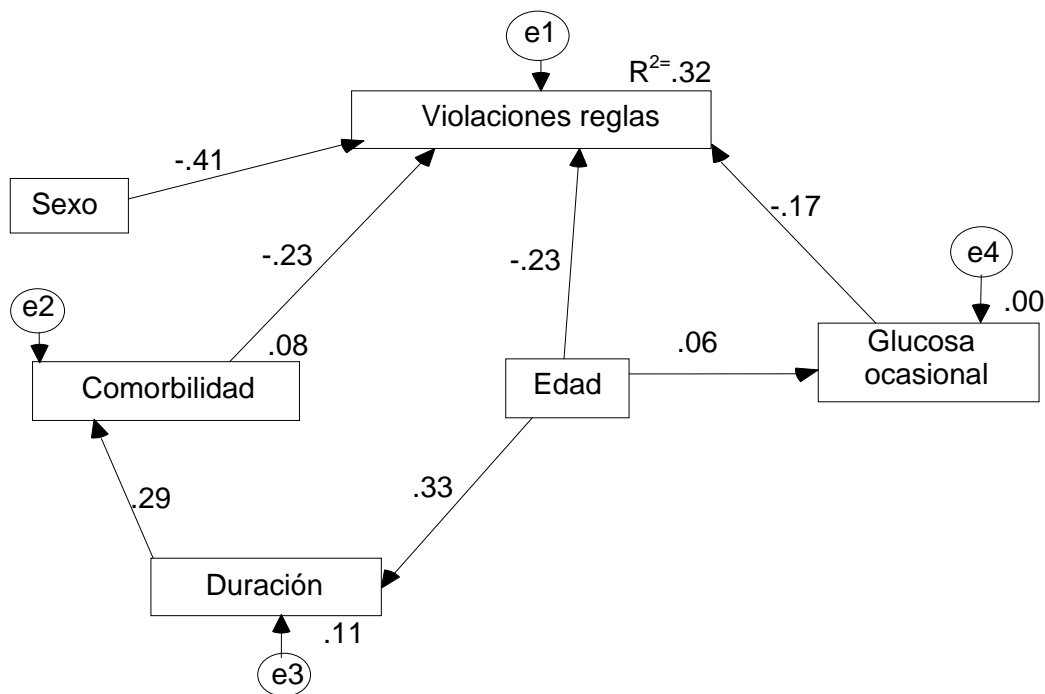 e1
R²⁼.32
Violaciones reglas
-.41
Sexo
-.17
-.23
-.23
e4
e2
.00
.08
.06
Glucosa
ocasional
Comorbilidad
Edad
.29
.33
Duración
.11
e3